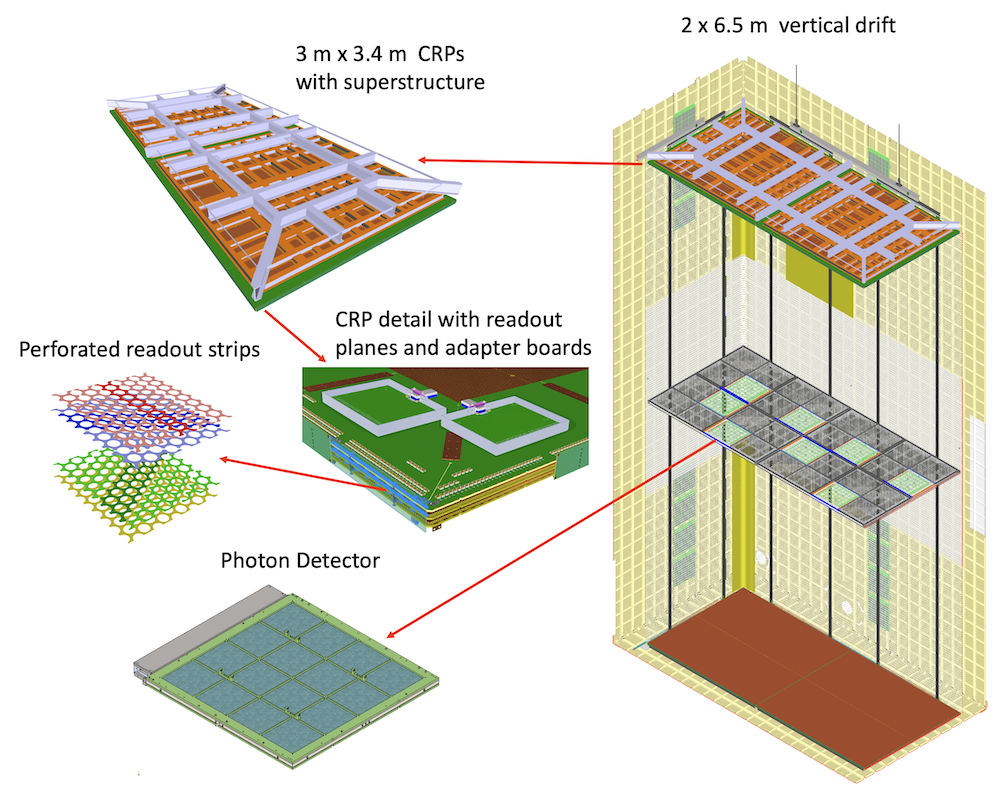 2 x 6.5 m vertical drift
3 m x 3.4 m CRPs
with superstructure
CRP detail with readout
planes and adapter boards
Perforated readout strips
Photon Detector